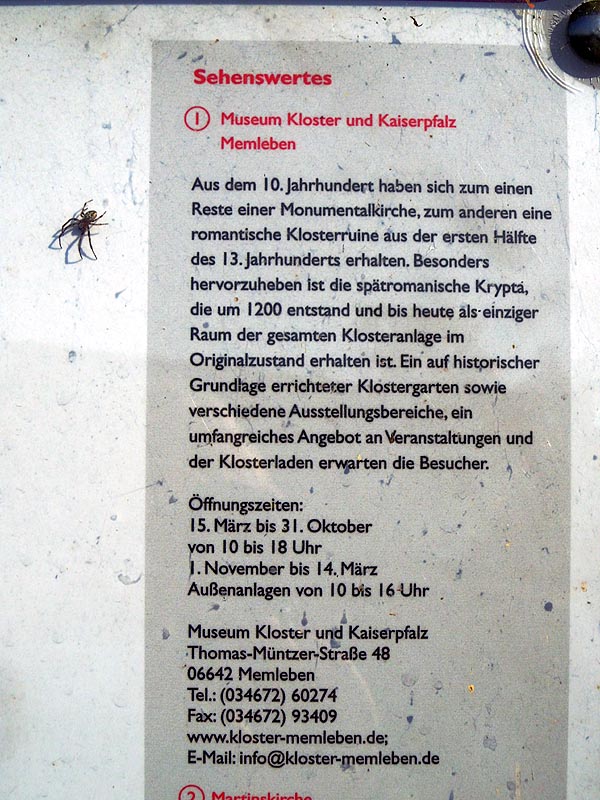 Sehenswertes
1 Museum Kloster und Kaiserpfalz
Memleben
Aus dem 10. Jahrhundert haben sich zum einen
Reste einer Monumentalkirche, zum anderen eine
romantische Klosterruine aus der ersten Hälfte
des 13. Jahrhunderts erhalten. Besonders
hervorzuheben ist die spätromanische Krypta,
die um 1200 entstand und bis heute als einziger
Raum der gesamten Klosteranlage im
Originalzustand erhalten ist. Ein auf historischer
Grundlage errichteter Klostergarten sowie
verschiedene Ausstellungsbereiche, ein
umfangreiches Angebot an Veranstaltungen und
der Klosterladen erwarten die Besucher.
Öffnungszeiten:
15. März bis 31. Oktober
von 10 bis 18 Uhr
1. November bis 14. März
Außenanlagen von 10 bis 16 Uhr
Museum Kloster und Kaiserpfalz
Thomas-Müntzer-Straße 48
06642 Memleben
Tel.: (034672) 60274
Fax: (034672) 93409
www.kloster-memleben.de;
E-Mail: info@kloster-memleben.de
2 Martinskirche